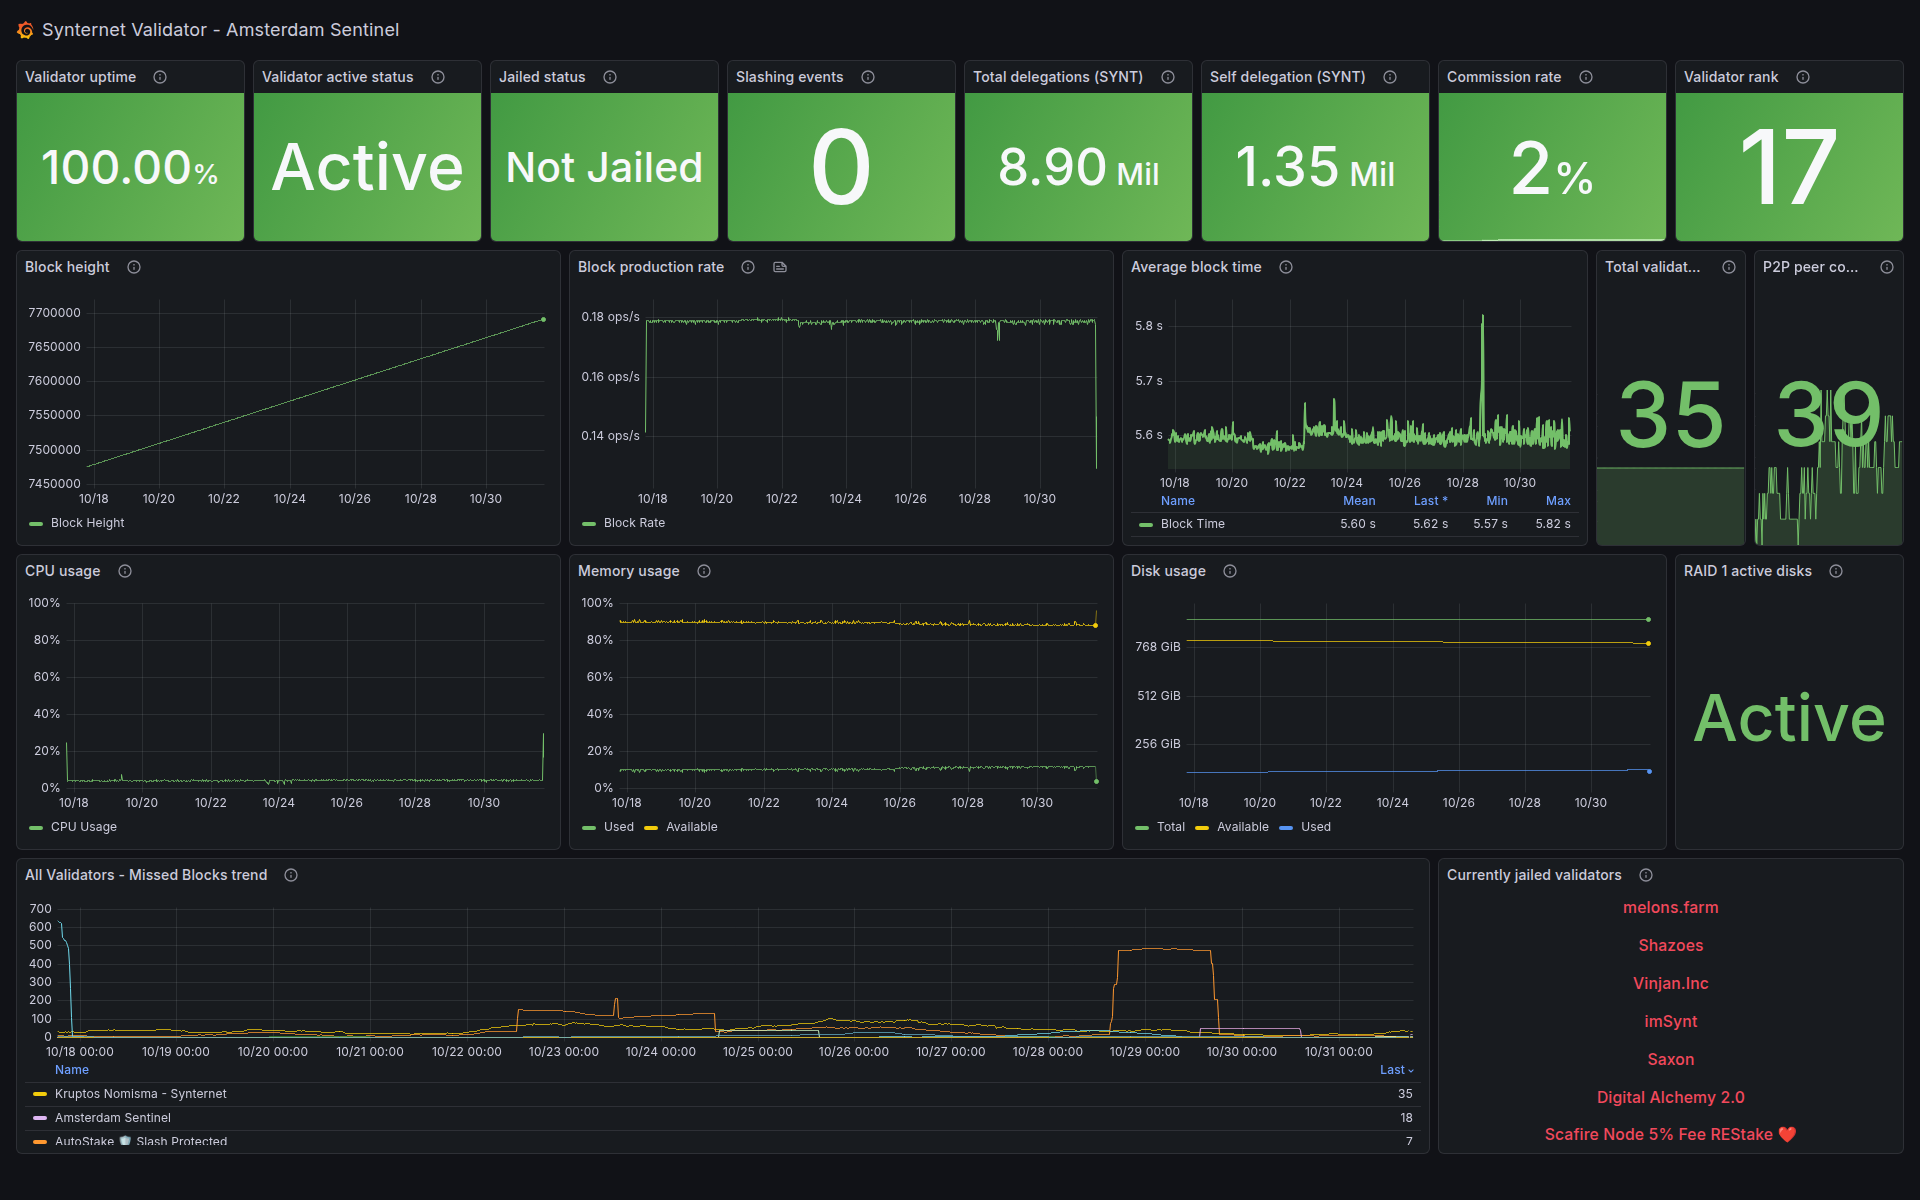 Synternet Validator - Amsterdam Sentinel
Validator uptime
100.00%
Validator active status
Active
Jailed status
Not Jailed
Slashing events
0
Total delegations (SYNT)
8.90 Mil
Self delegation (SYNT)
1.35 Mil
Commission rate
2%
Validator rank
17
Block height
7700000
7650000
7600000
7550000
7500000
7450000
10/18 10/20 10/22 10/24 10/26 10/28 10/30
Block Height
Block production rate
0.18 ops/s
0.16 ops/s
0.14 ops/s
10/18 10/20 10/22 10/24 10/26 10/28 10/30
Block Rate
Average block time
5.8 s
5.7 s
5.6 s
10/18 10/20 10/22 10/24 10/26 10/28 10/30
Name Mean Last * Min Max
Block Time 5.60 s 5.62 s 5.57 s 5.82 s
Total validat...
35
P2P peer co...
39
CPU usage
100%
80%
60%
40%
20%
0%
10/18 10/20 10/22 10/24 10/26 10/28 10/30
CPU Usage
Memory usage
100%
80%
60%
40%
20%
0%
10/18 10/20 10/22 10/24 10/26 10/28 10/30
Used Available
Disk usage
768 GiB
512 GiB
256 GiB
10/18 10/20 10/22 10/24 10/26 10/28 10/30
Total Available Used
RAID 1 active disks
Active
All Validators - Missed Blocks trend
700
600
500
400
300
200
100
0
10/18 00:00 10/19 00:00 10/20 00:00 10/21 00:00 10/22 00:00 10/23 00:00 10/24 00:00 10/25 00:00 10/26 00:00 10/27 00:00 10/28 00:00 10/29 00:00 10/30 00:00 10/31 00:00
Name Last
Kruptos Nomisma - Synternet 35
Amsterdam Sentinel 18
AutoStake 🛡️ Slash Protected 7
Currently jailed validators
melons.farm
Shazoes
Vinjan.Inc
imSynt
Saxon
Digital Alchemy 2.0
Scafire Node 5% Fee REStake ❤️